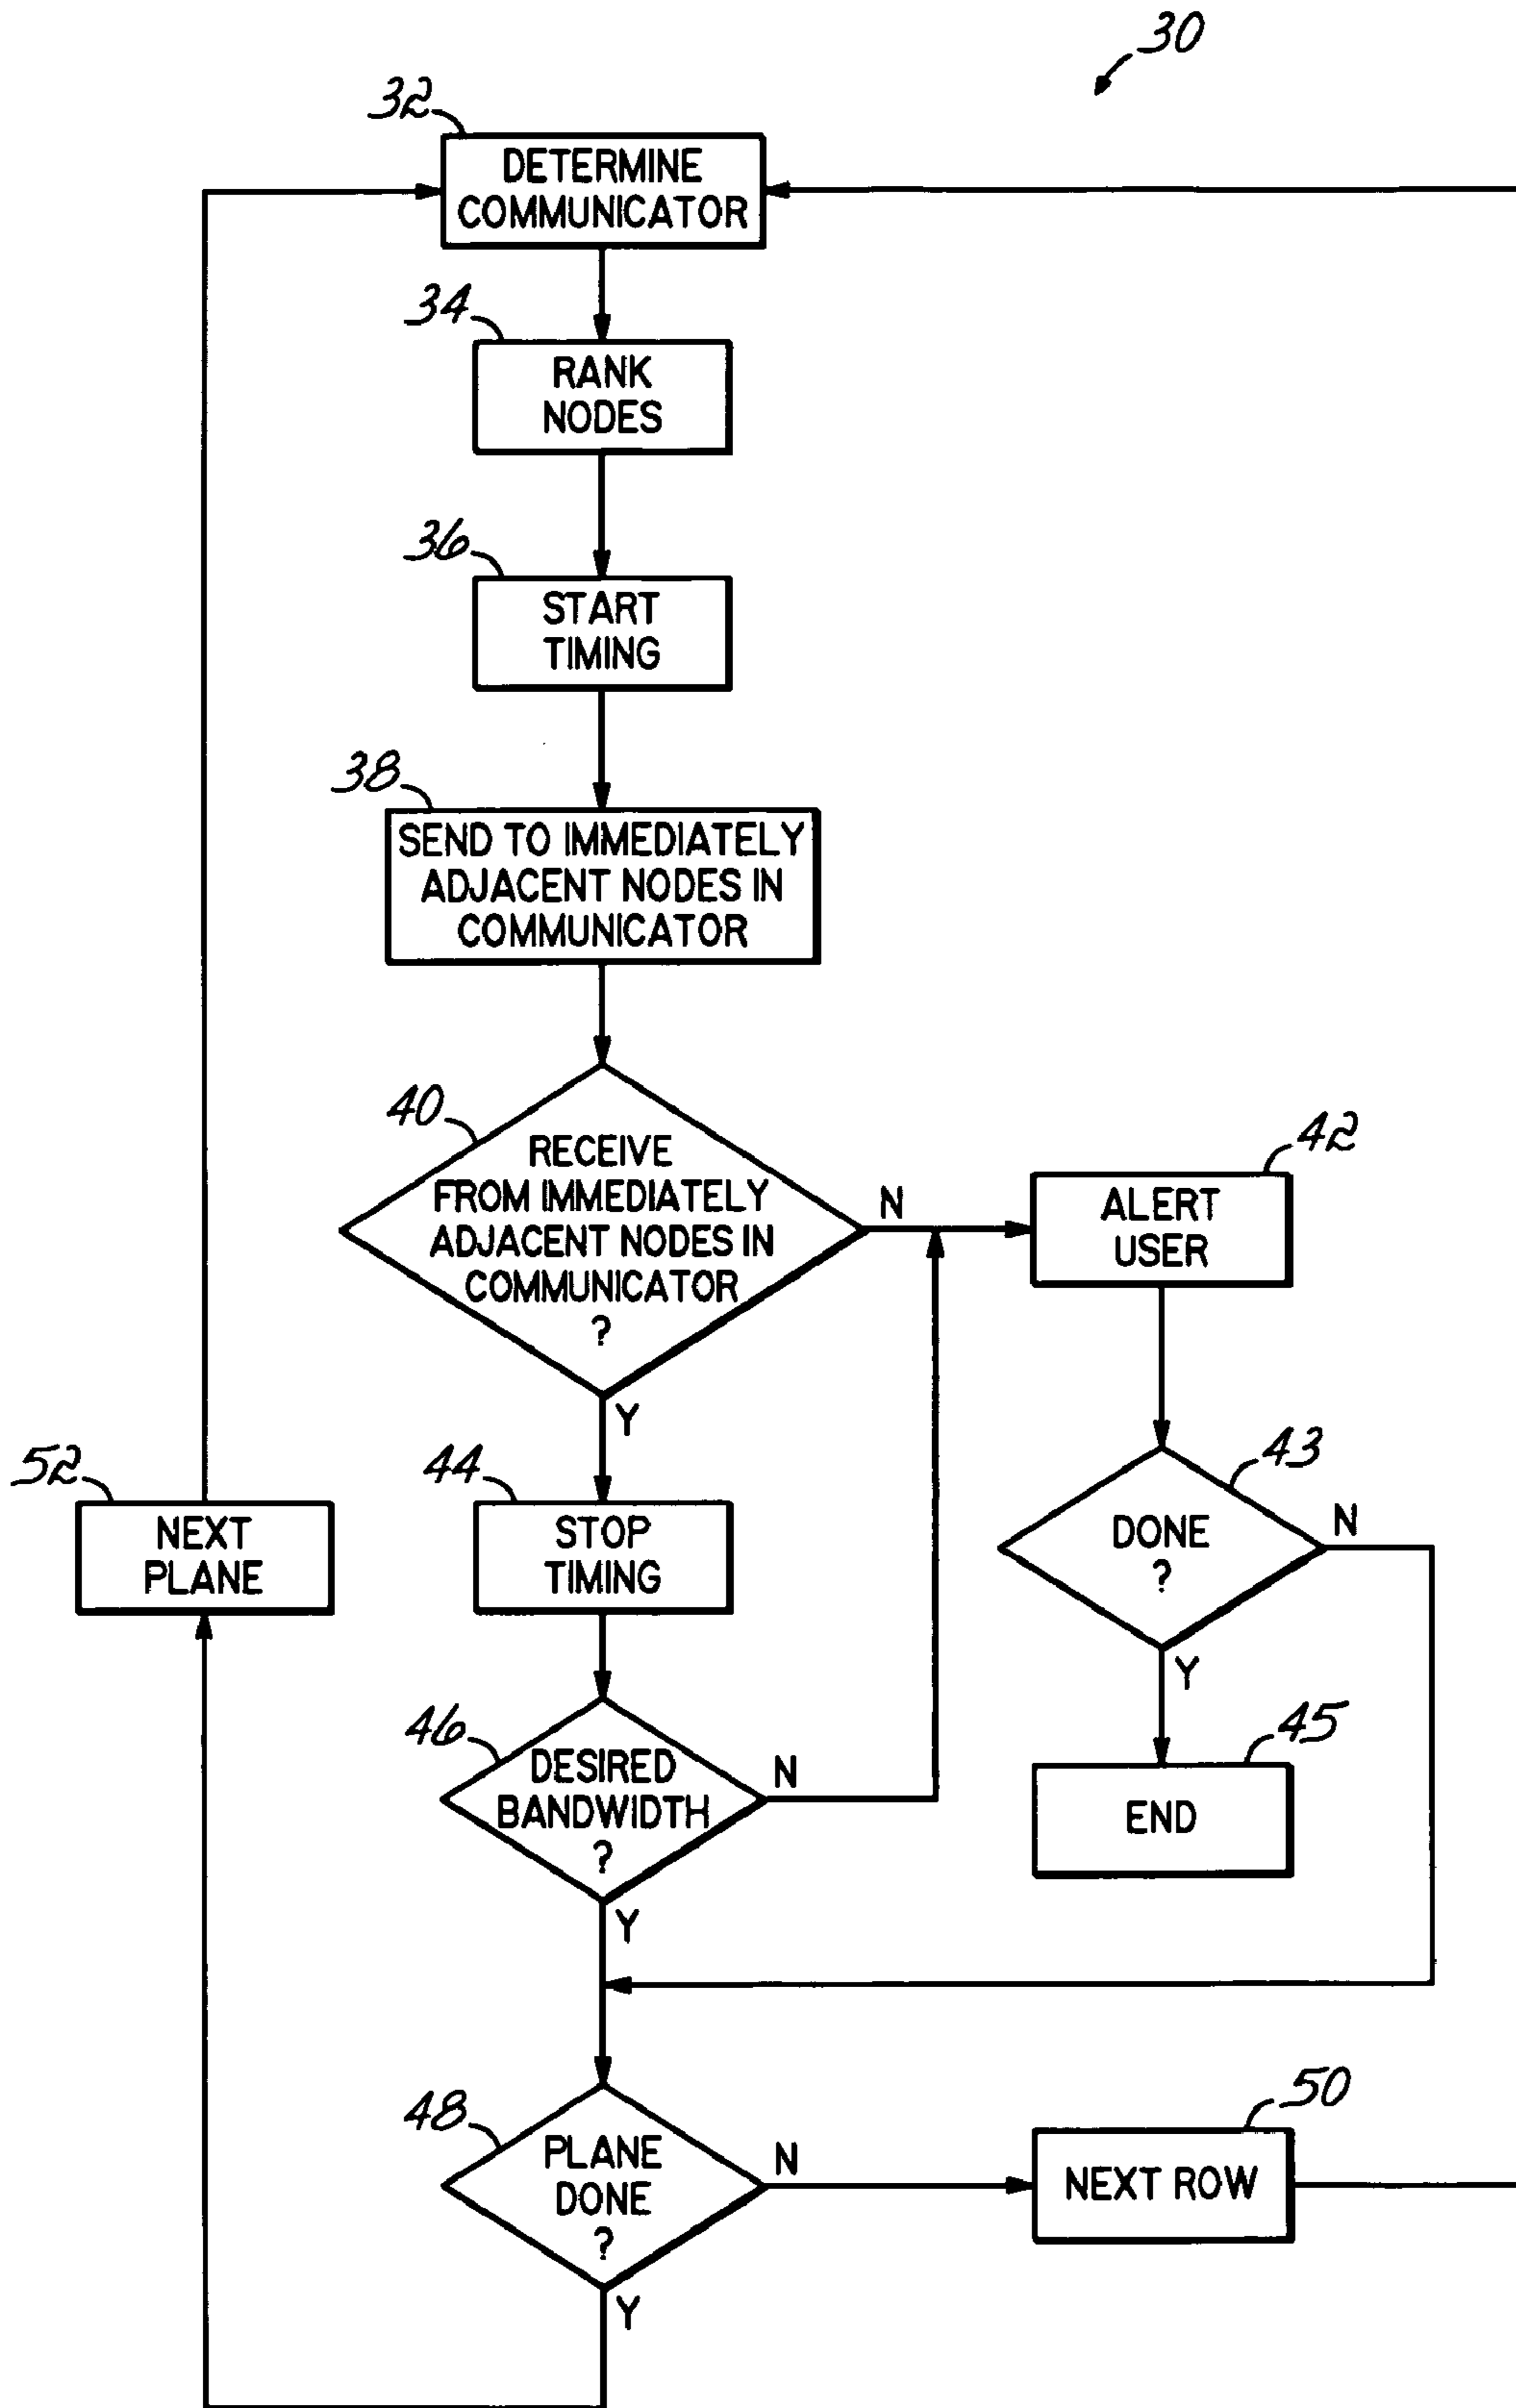 30
32
DETERMINE
COMMUNICATOR
34
RANK
NODES
36
START
TIMING
38
SEND TO IMMEDIATELY
ADJACENT NODES IN
COMMUNICATOR
40
RECEIVE
FROM IMMEDIATELY
ADJACENT NODES IN
COMMUNICATOR
?
N
Y
42
ALERT
USER
43
DONE
?
N
Y
45
END
44
STOP
TIMING
46
DESIRED
BANDWIDTH
?
N
Y
48
PLANE
DONE
?
N
Y
50
NEXT ROW
52
NEXT
PLANE